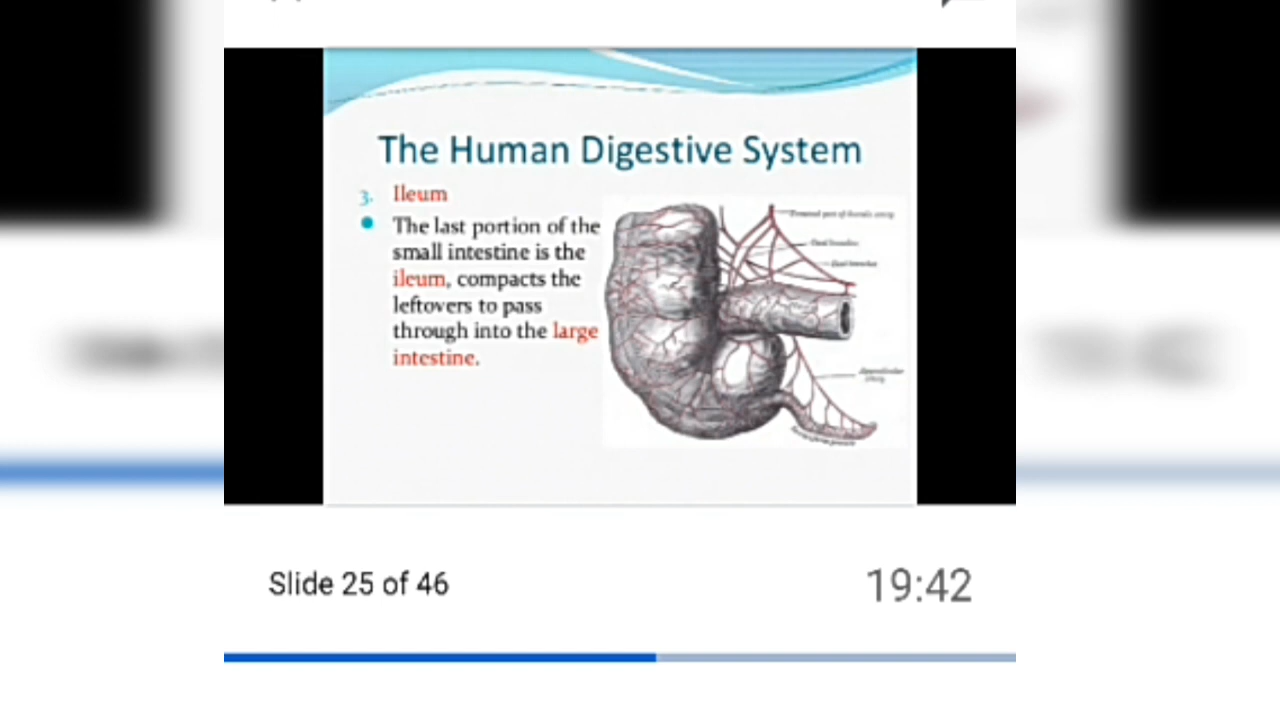 The Human Digestive System
3. Ileum
The last portion of the
small intestine is the
ileum, compacts the
leftovers to pass
through into the large
intestine.
Slide 25 of 46
19:42